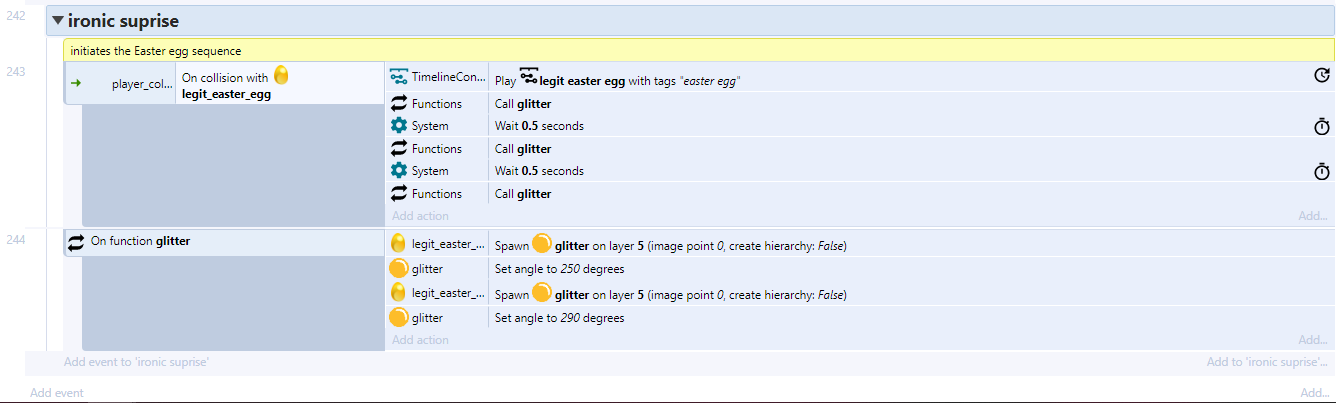 242
ironic suprise
initiates the Easter egg sequence
243
player_col...
On collision with
legit_easter_egg
TimelineCon...
Play legit easter egg with tags "easter egg"
Functions
Call glitter
System
Wait 0.5 seconds
Functions
Call glitter
System
Wait 0.5 seconds
Functions
Call glitter
Add action
Add...
244
On function glitter
legit_easter_...
Spawn glitter on layer 5 (image point 0, create hierarchy: False)
glitter
Set angle to 250 degrees
legit_easter_...
Spawn glitter on layer 5 (image point 0, create hierarchy: False)
glitter
Set angle to 290 degrees
Add action
Add...
Add event to 'ironic suprise'
Add to 'ironic suprise'...
Add event
Add...